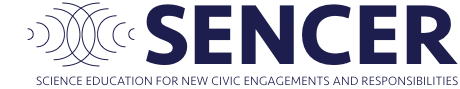 SENCER
SCIENCE EDUCATION FOR NEW CIVIC ENGAGEMENTS AND RESPONSIBILITIES